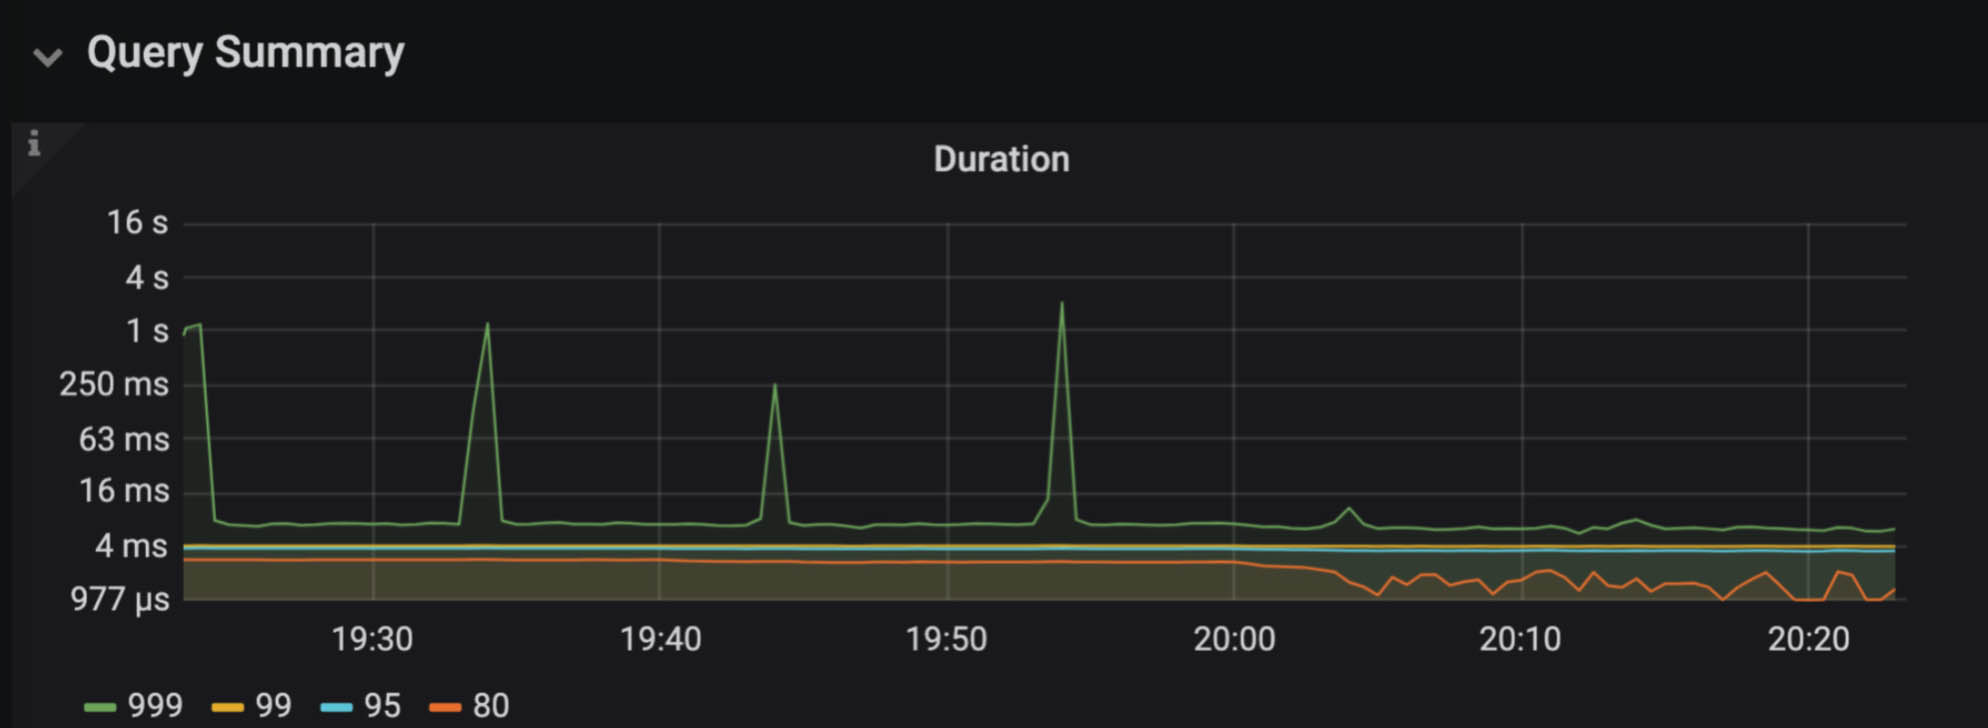 Query Summary
i
Duration
16 s
4 s
1 s
250 ms
63 ms
16 ms
4 ms
977 µs
19:30 19:40 19:50 20:00 20:10 20:20
999 99 95 80